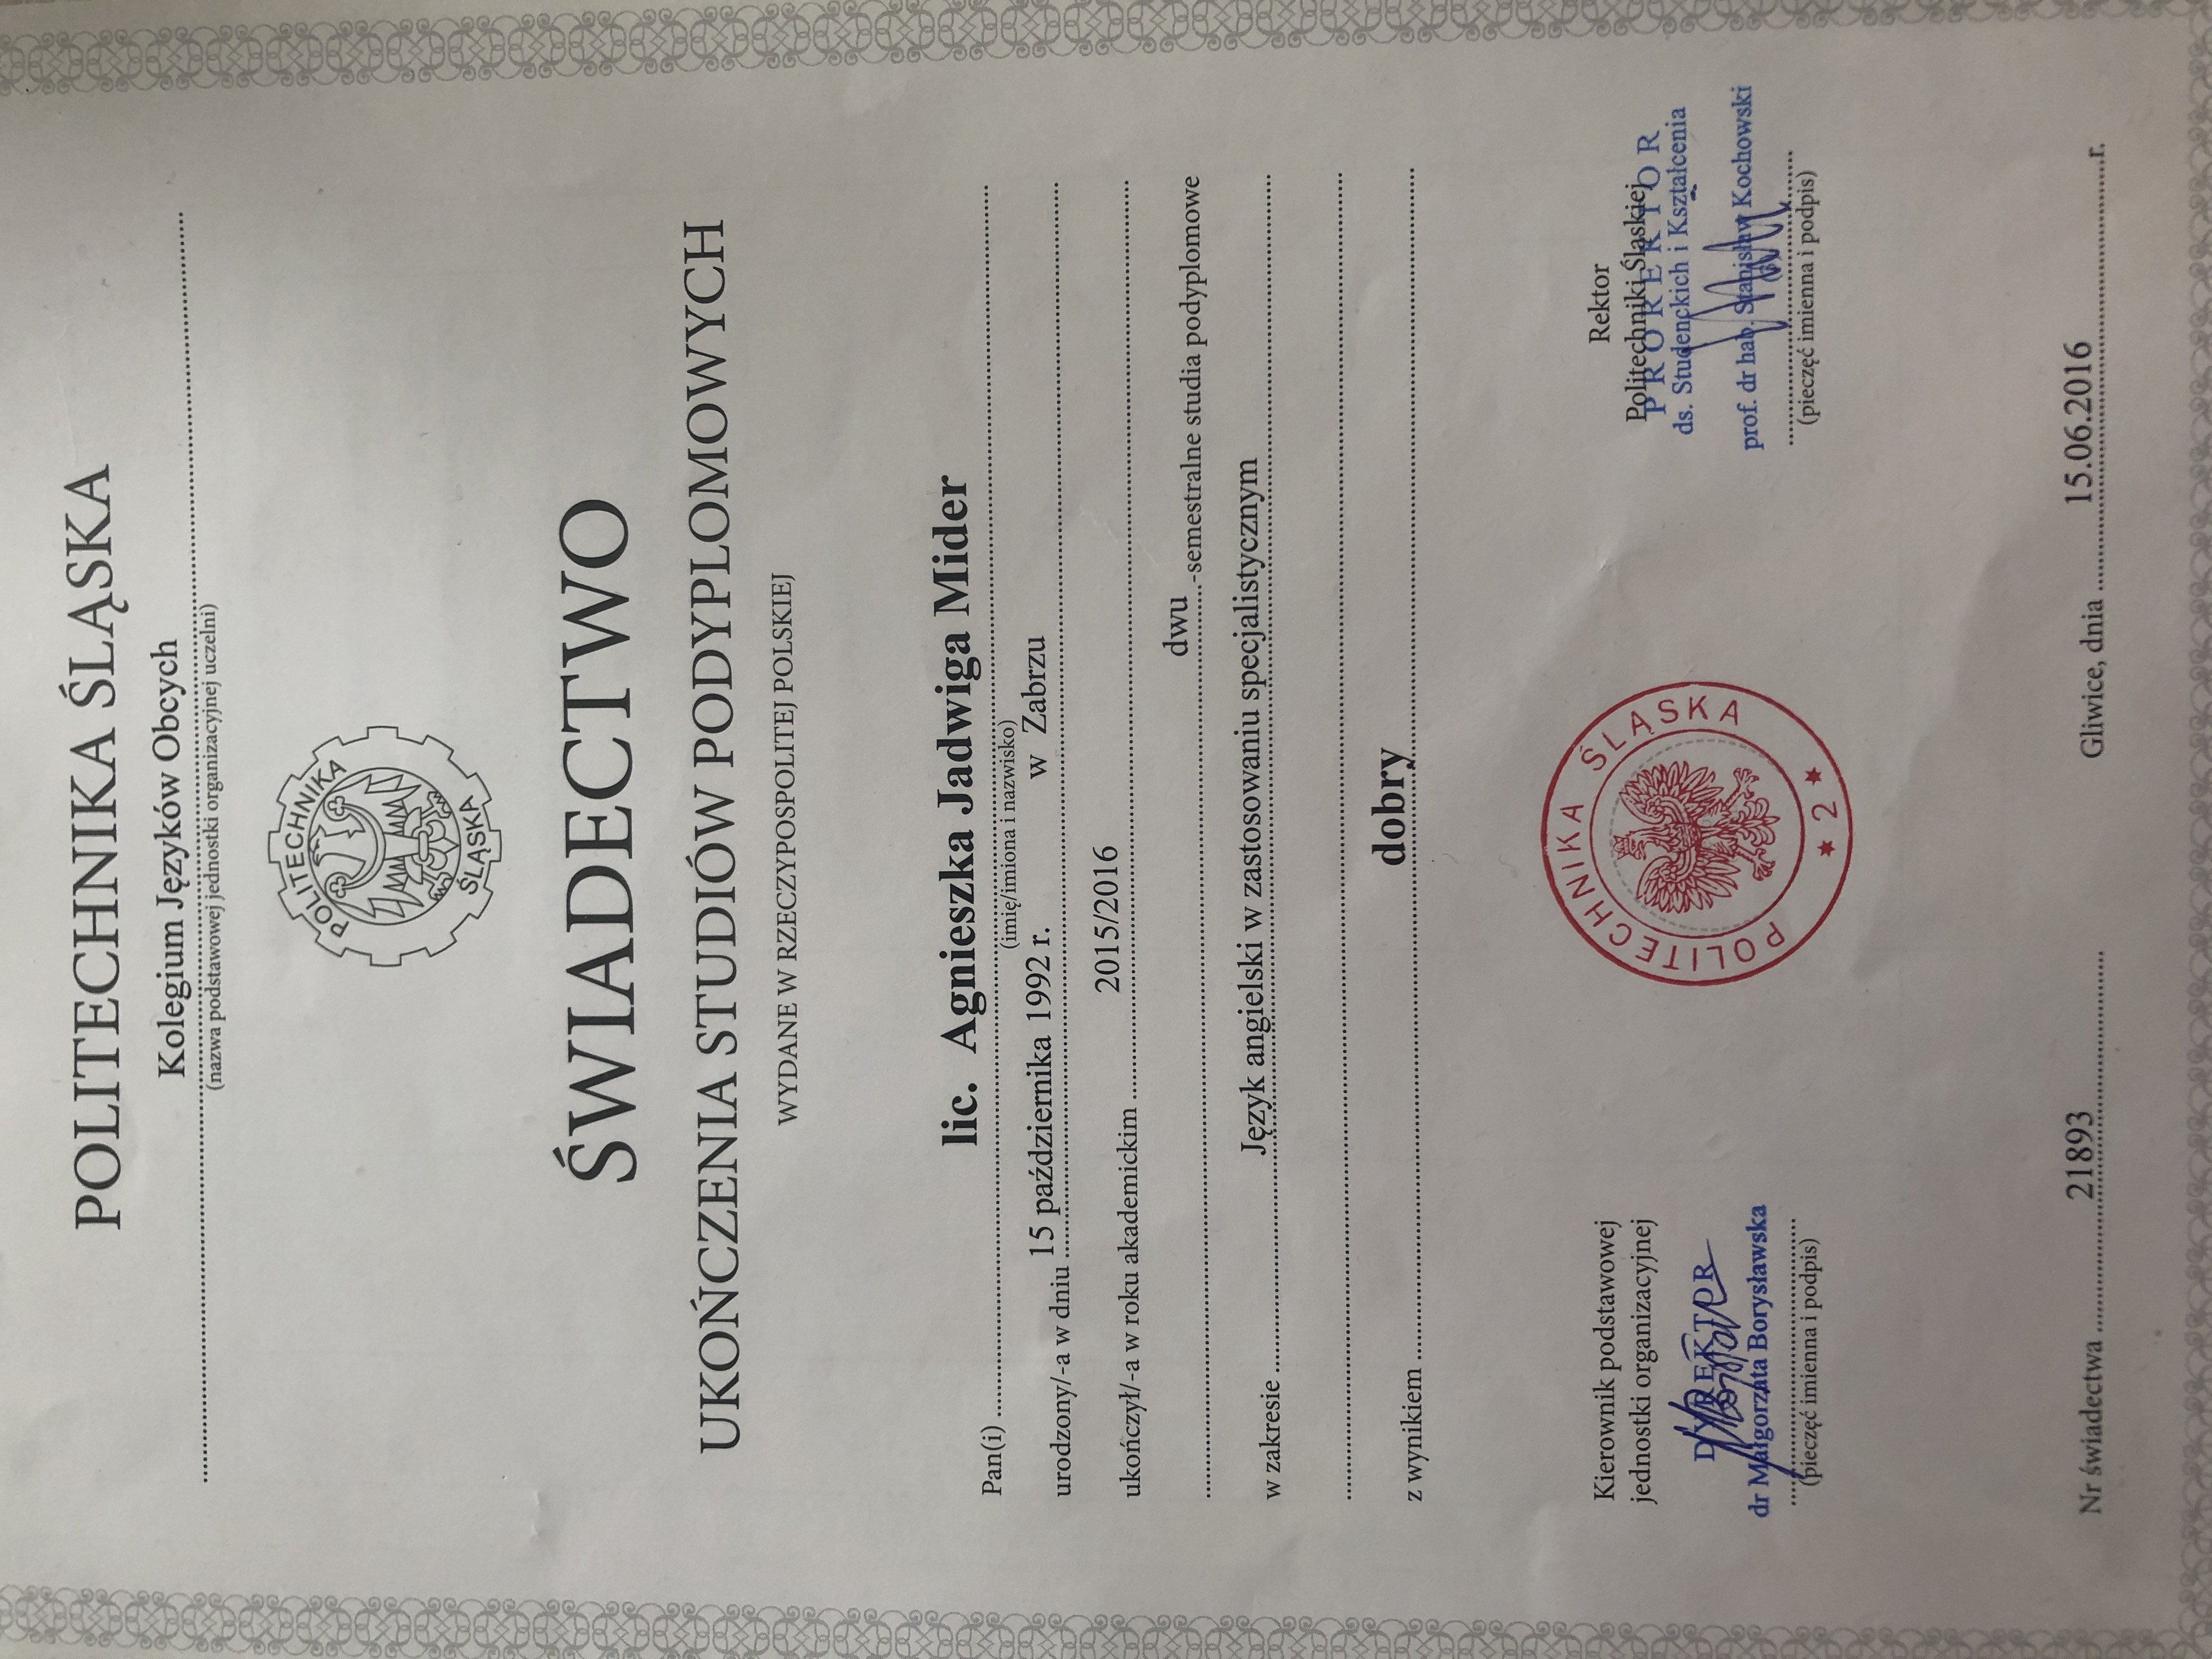 POLITECHNIKA ŚLĄSKA
Kolegium Języków Obcych
(nazwa podstawowej jednostki organizacyjnej uczelni)
POLITECHNIKA
ŚLĄSKA
ŚWIADECTWO
UKOŃCZENIA STUDIÓW PODYPLOMOWYCH
WYDANE W RZECZYPOSPOLITEJ POLSKIEJ
Pan(i) lic. Agnieszka Jadwiga Mider
(imię/imiona i nazwisko)
urodzony/-a w dniu 15 października 1992 r. w Zabrzu
ukończył/-a w roku akademickim 2015/2016
dwu -semestralne studia podyplomowe
w zakresie Język angielski w zastosowaniu specjalistycznym
z wynikiem dobry
Kierownik podstawowej
jednostki organizacyjnej
DYREKTOR
dr Małgorzata Borysławska
(pieczęć imienna i podpis)
POLITECHNIKA ŚLĄSKA
* 2 *
Rektor
Politechniki Śląskiej
PROREKTOR
ds. Studenckich i Kształcenia
prof. dr hab. Stanisław Kochowski
(pieczęć imienna i podpis)
Nr świadectwa 21893
Gliwice, dnia 15.06.2016 r.